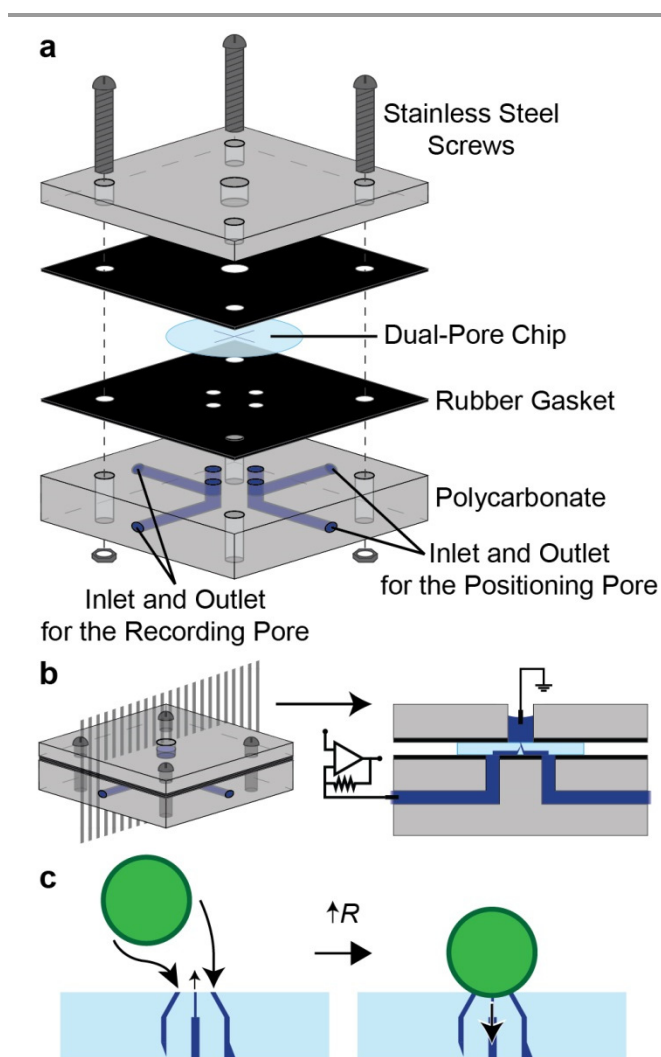 a
Stainless Steel
Screws
Dual-Pore Chip
Rubber Gasket
Polycarbonate
Inlet and Outlet
for the Positioning Pore
Inlet and Outlet
for the Recording Pore
b
c
↑R